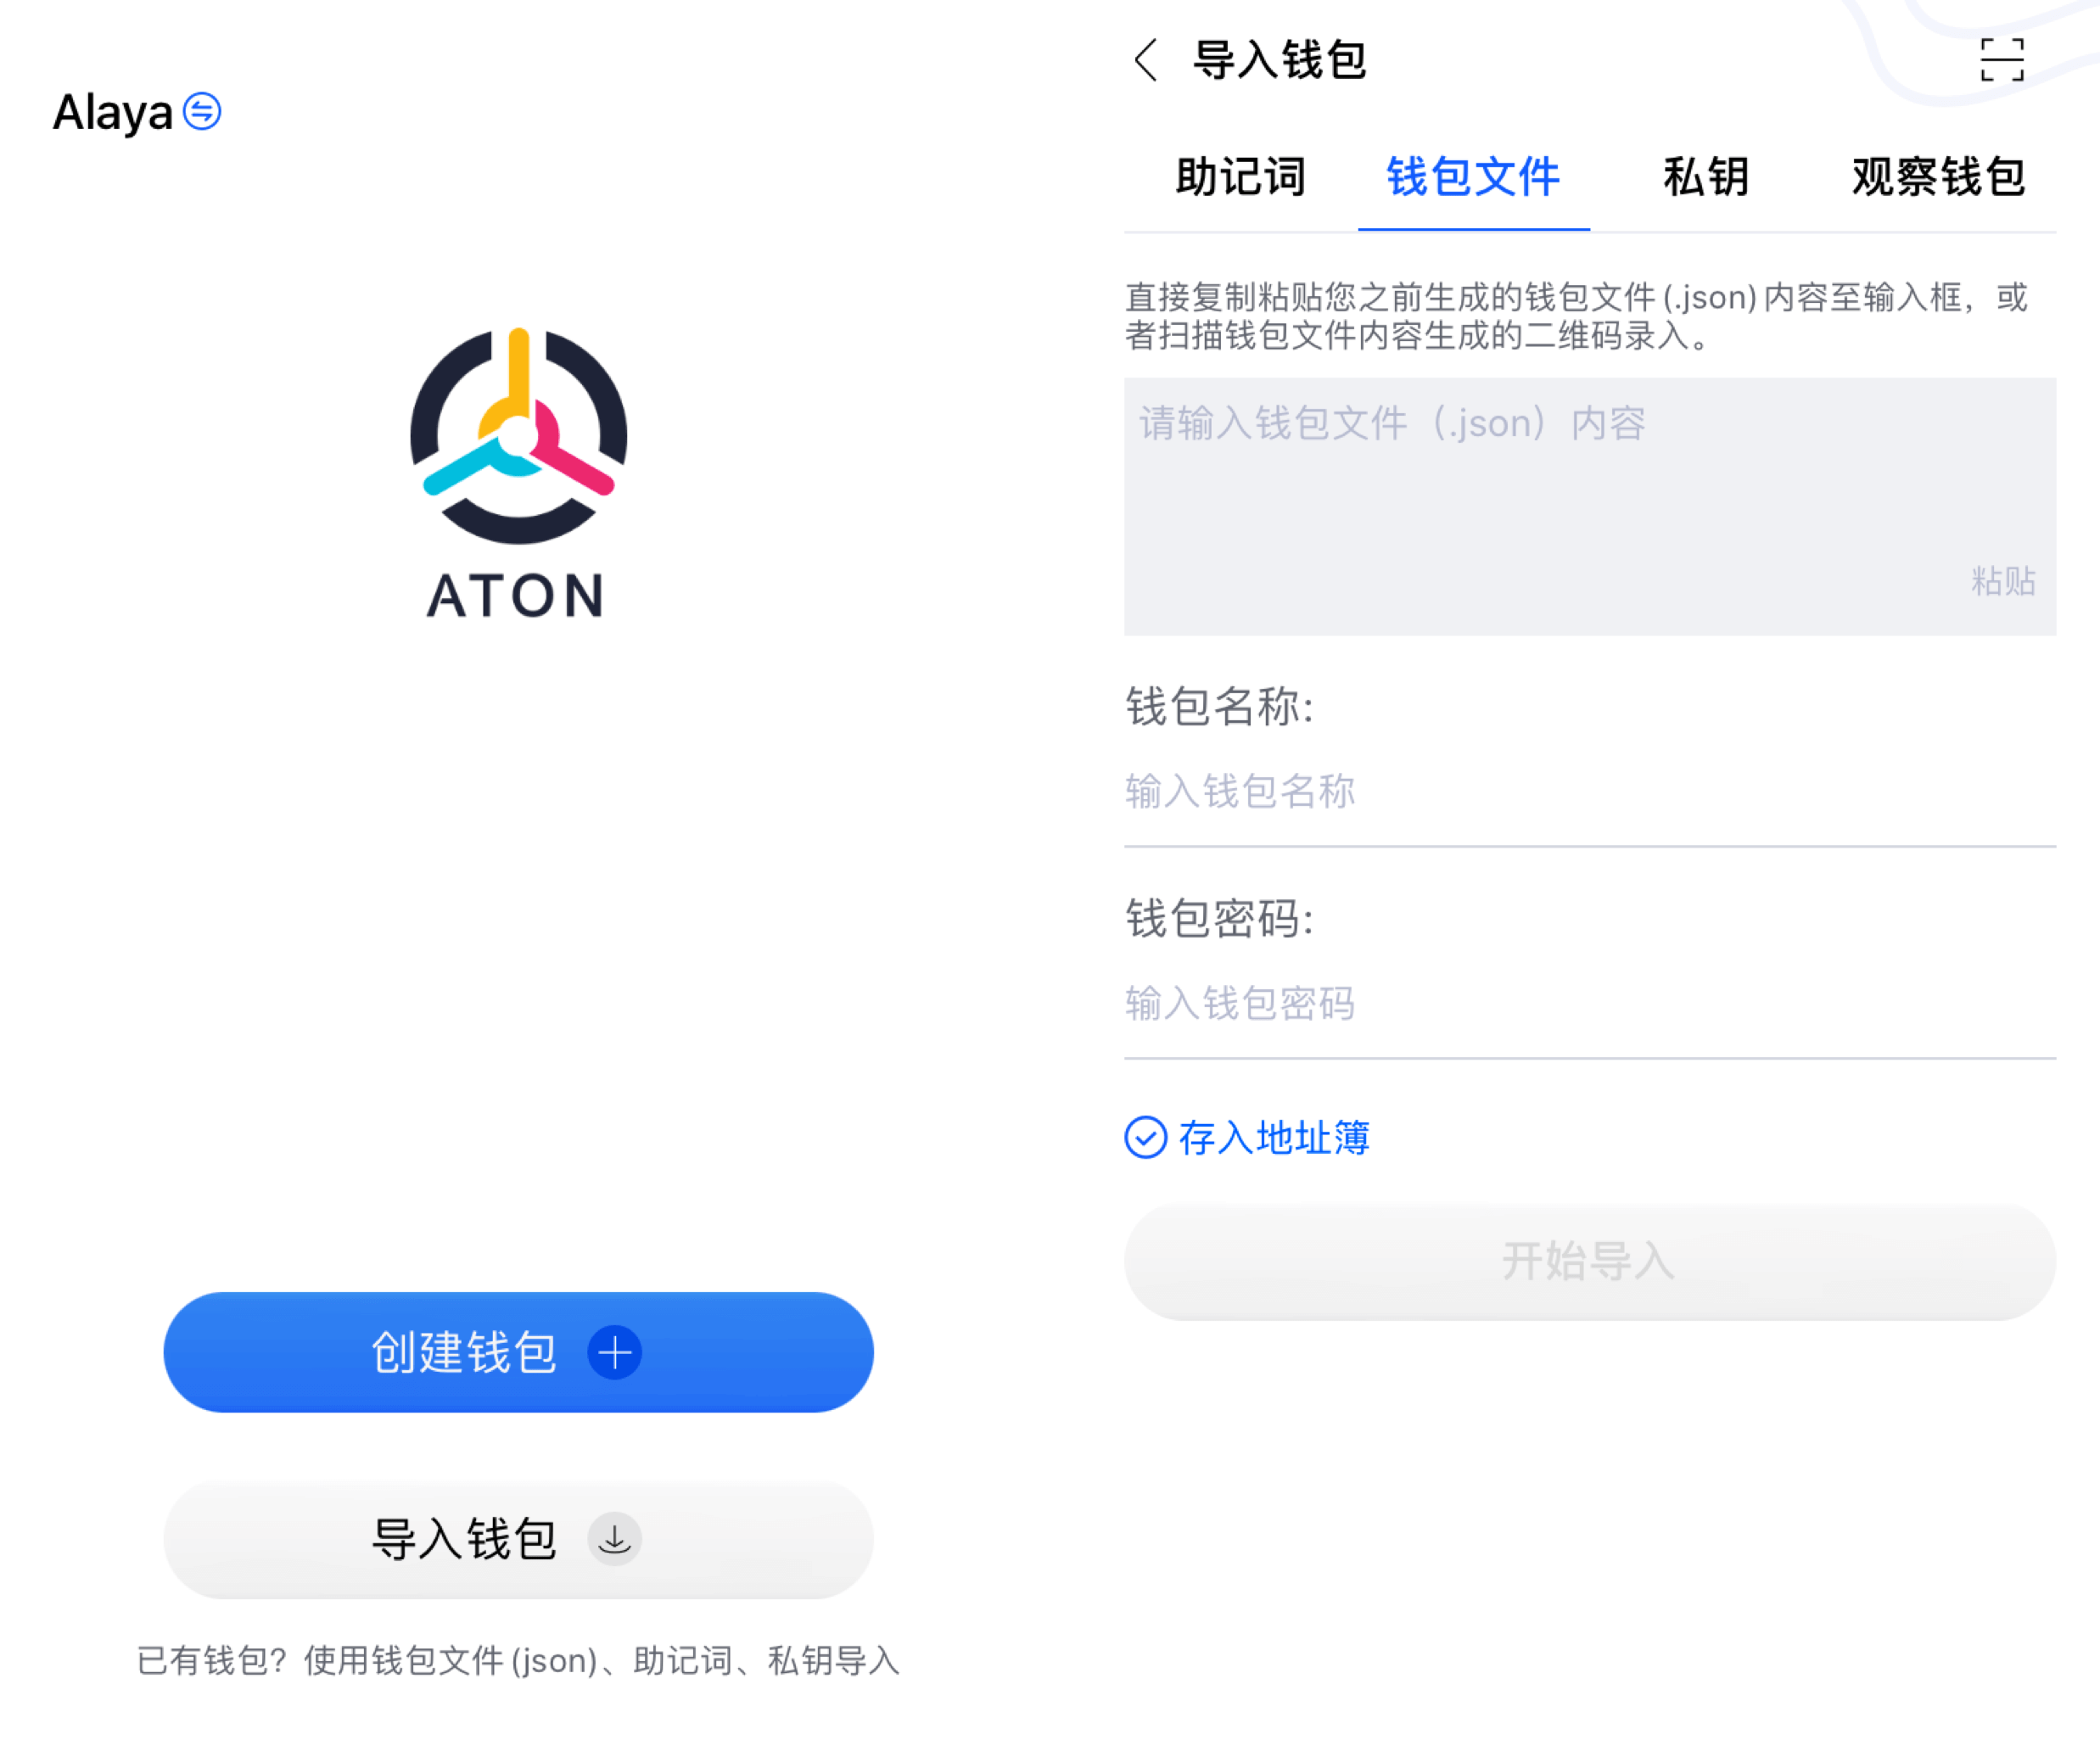 Alaya
ATON
创建钱包
导入钱包
已有钱包？使用钱包文件(json)、助记词、私钥导入
导入钱包
助记词 钱包文件 私钥 观察钱包
直接复制粘贴您之前生成的钱包文件(.json)内容至输入框，或
者扫描钱包文件内容生成的二维码录入。
请输入钱包文件（.json）内容
粘贴
钱包名称:
输入钱包名称
钱包密码:
输入钱包密码
存入地址簿
开始导入